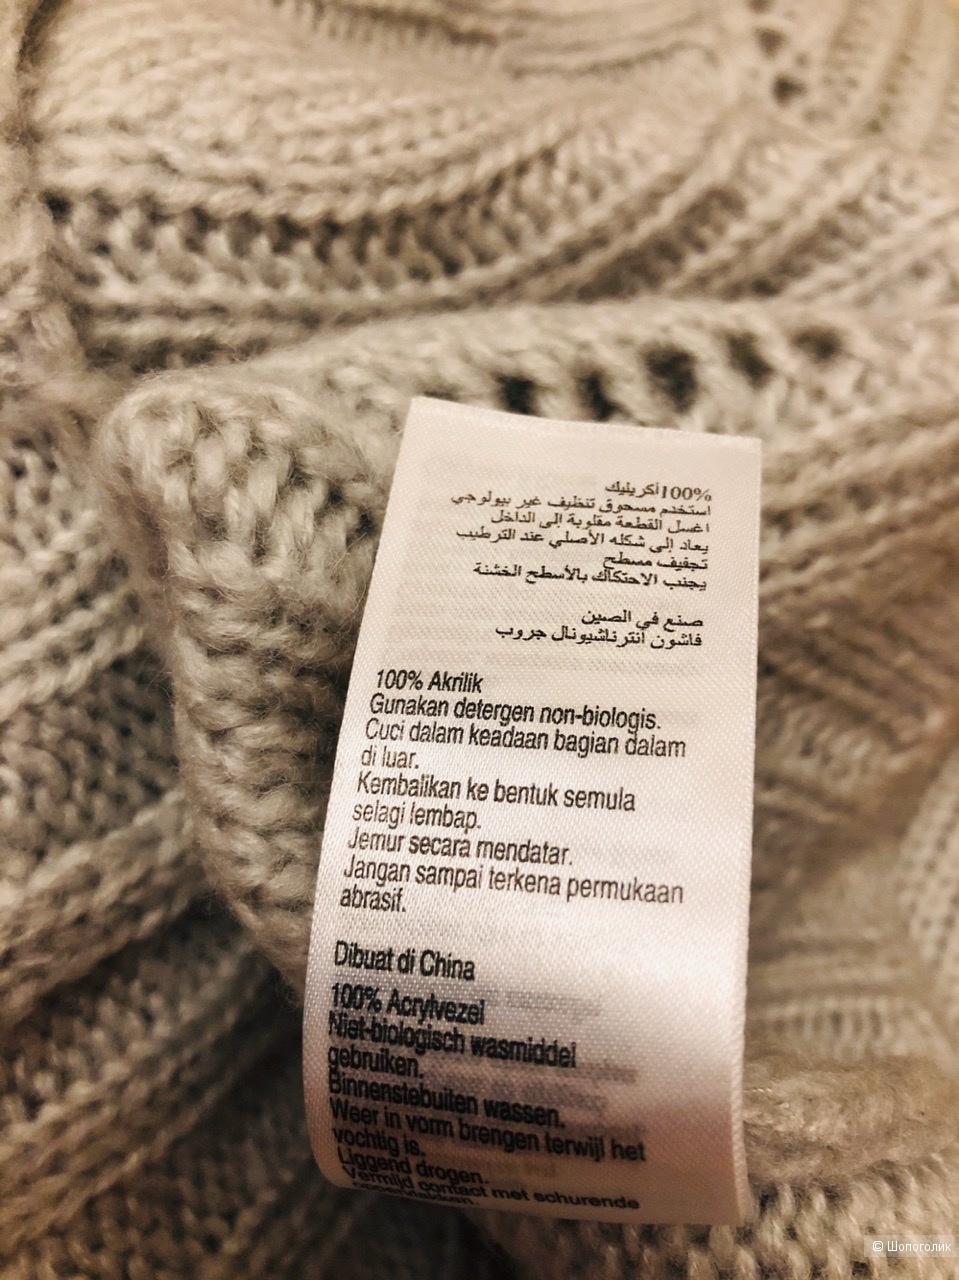 100%أكريليك
استخدم مسحوق تنظيف غير بيولوجي
اغسل القطعة مقلوبة إلى الداخل
يعاد إلى شكله الأصلي عند الترطيب
تجفيف مسطح
يجنب الاحتكاك بالأسطح الخشنة
صنع في الصين
فاشون انترناشيونال جروب
100% Akrilik
Gunakan detergen non-biologis.
Cuci dalam keadaan bagian dalam
di luar.
Kembalikan ke bentuk semula
selagi lembap.
Jemur secara mendatar.
Jangan sampai terkena permukaan
abrasif.
Dibuat di China
100% Acrylvezel
Niet-biologisch wasmiddel
gebruiken.
Binnenstebuiten wassen.
Weer in vorm brengen terwijl het
vochtig is.
Liggend drogen.
Vermijd contact met schurende
© Шопоголик